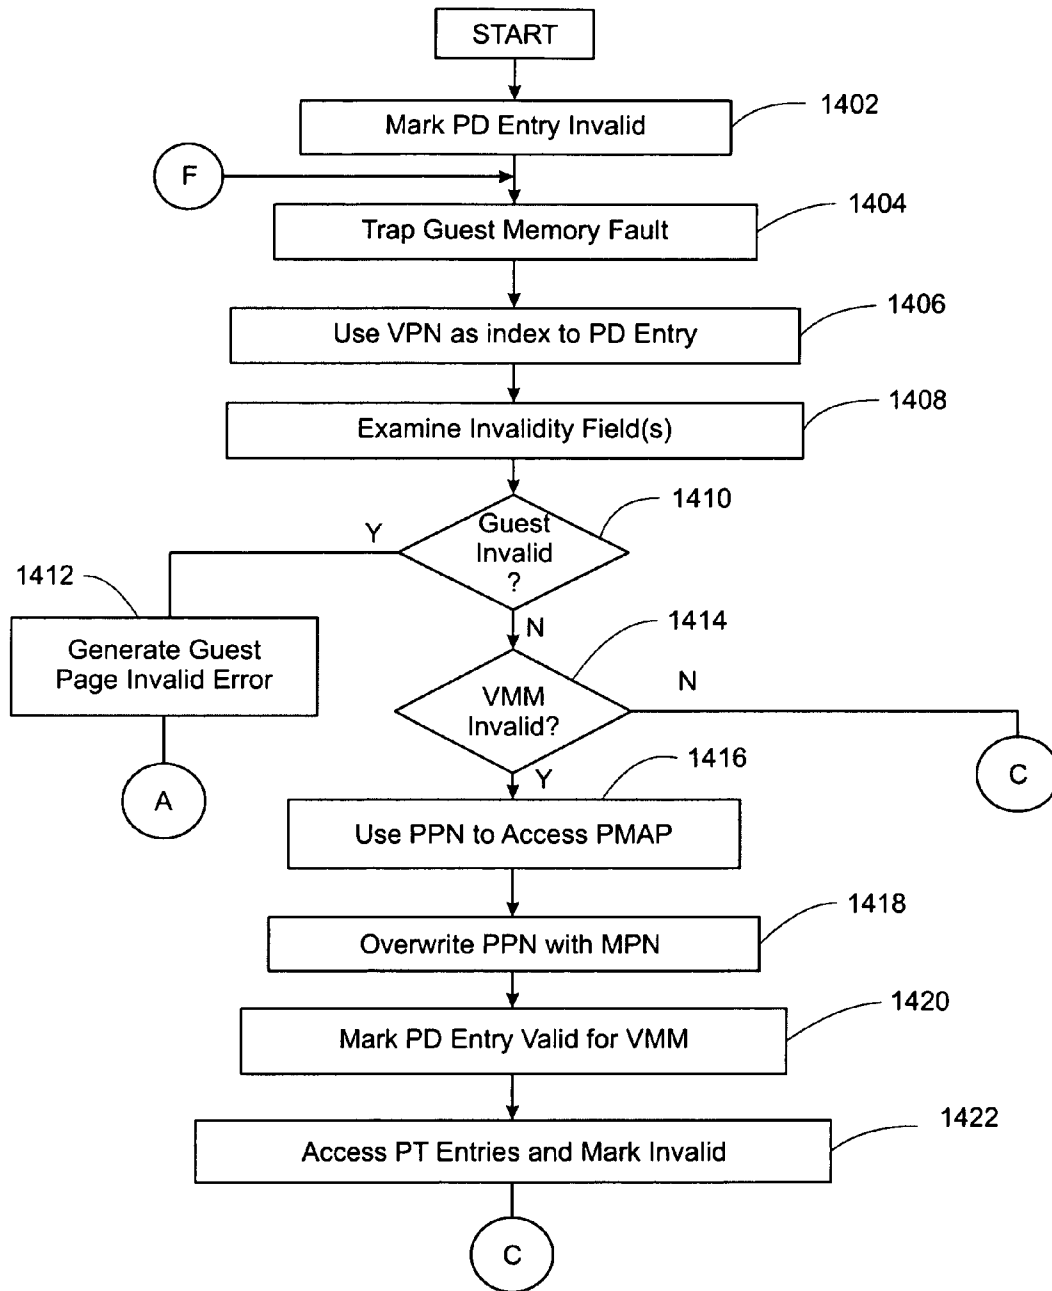 START
1402
Mark PD Entry Invalid
F
1404
Trap Guest Memory Fault
1406
Use VPN as index to PD Entry
1408
Examine Invalidity Field(s)
1410
Y
Guest
Invalid
?
1412
N
1414
Generate Guest
Page Invalid Error
N
VMM
Invalid?
1416
Y
C
A
Use PPN to Access PMAP
1418
Overwrite PPN with MPN
1420
Mark PD Entry Valid for VMM
1422
Access PT Entries and Mark Invalid
C